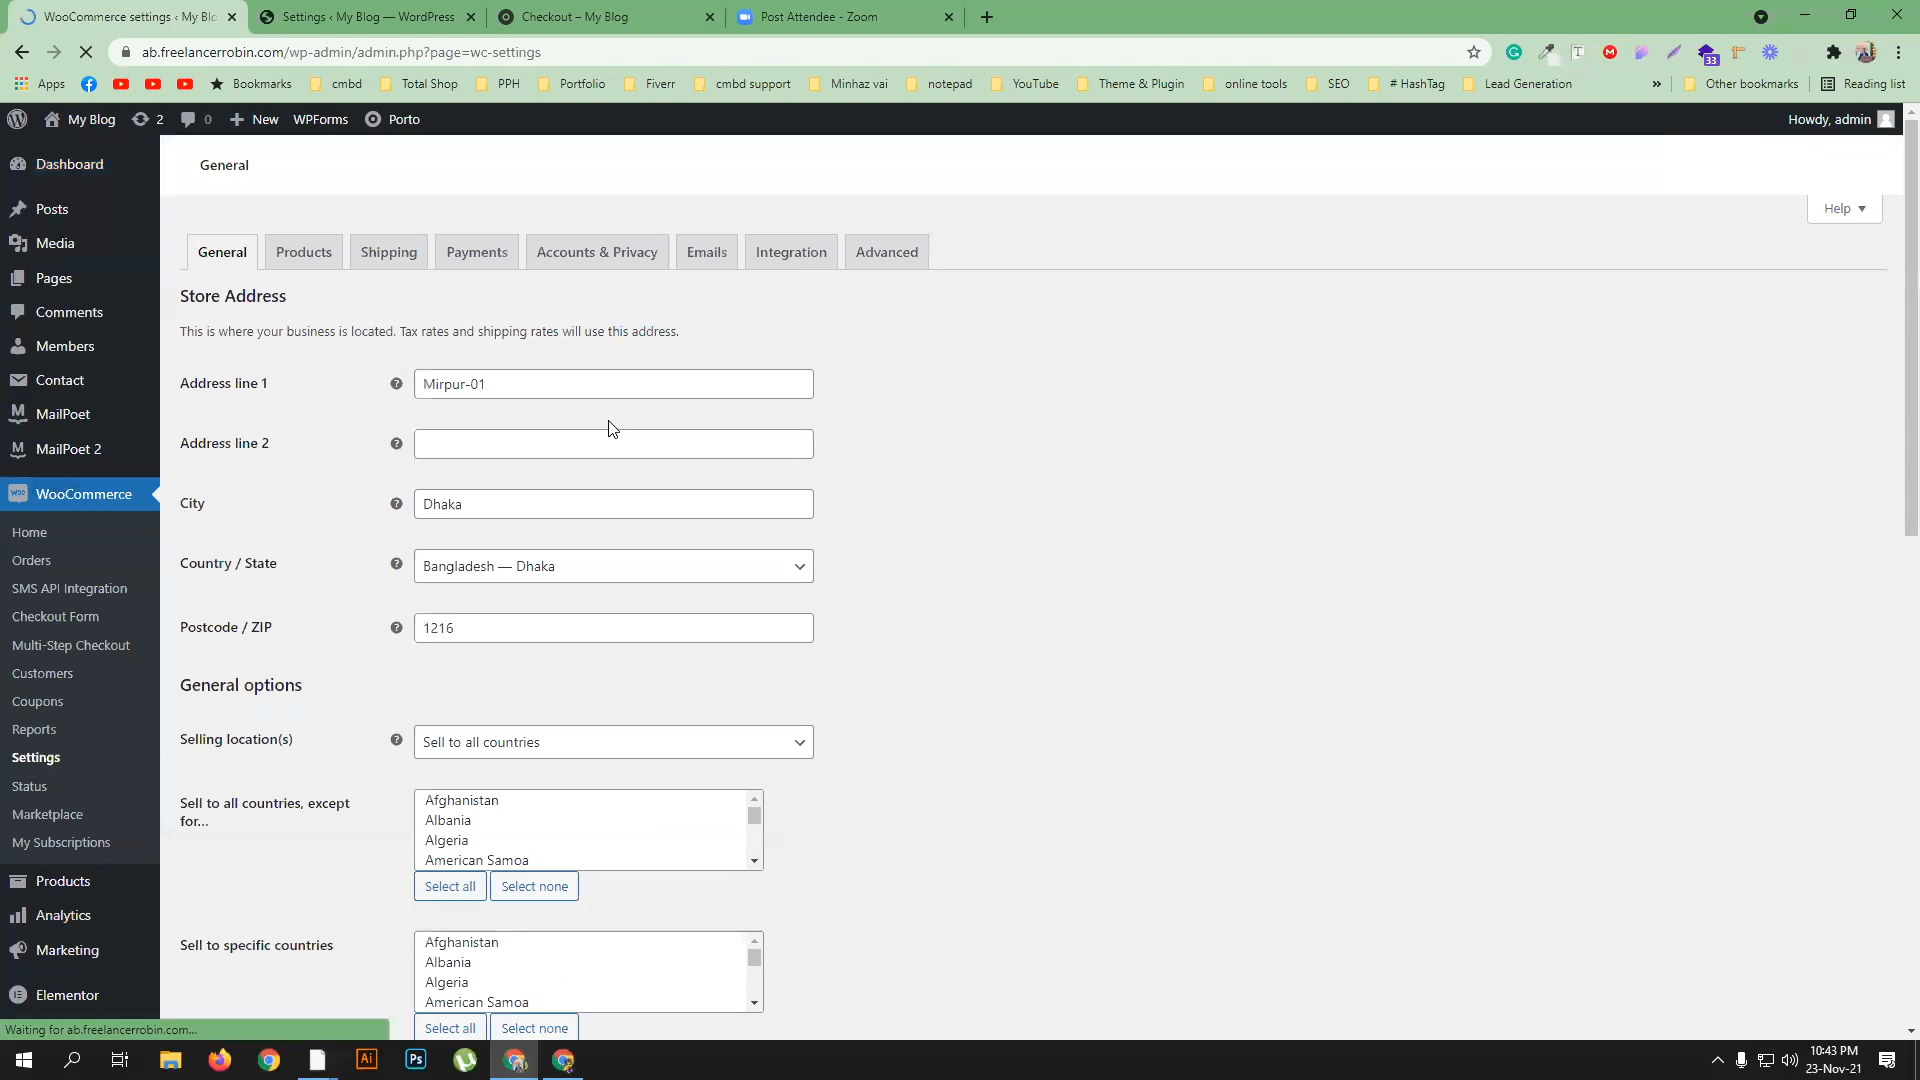 WooCommerce settings ‹ My Blo
Settings ‹ My Blog — WordPress
Checkout – My Blog
Post Attendee - Zoom
ab.freelancerrobin.com/wp-admin/admin.php?page=wc-settings
33
Apps
Bookmarks
cmbd
Total Shop
PPH
Portfolio
Fiverr
cmbd support
Minhaz vai
notepad
YouTube
Theme & Plugin
online tools
SEO
# HashTag
Lead Generation
»
Other bookmarks
Reading list
My Blog
2
0
New
WPForms
Porto
Howdy, admin
Dashboard
Posts
Media
Pages
Comments
Members
Contact
MailPoet
MailPoet 2
WooCommerce
Home
Orders
SMS API Integration
Checkout Form
Multi-Step Checkout
Customers
Coupons
Reports
Settings
Status
Marketplace
My Subscriptions
Products
Analytics
Marketing
Elementor
General
Help
General
Products
Shipping
Payments
Accounts & Privacy
Emails
Integration
Advanced
Store Address
This is where your business is located. Tax rates and shipping rates will use this address.
Address line 1
Mirpur-01
Address line 2
City
Dhaka
Country / State
Bangladesh — Dhaka
Postcode / ZIP
1216
General options
Selling location(s)
Sell to all countries
Sell to all countries, except
for...
Afghanistan
Albania
Algeria
American Samoa
Select all
Select none
Sell to specific countries
Afghanistan
Albania
Algeria
American Samoa
Select all
Select none
Waiting for ab.freelancerrobin.com...
Ai
Ps
10:43 PM
23-Nov-21